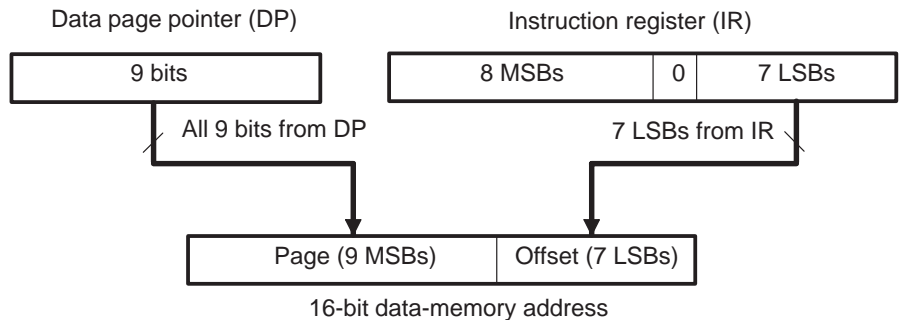 Data page pointer (DP)
Instruction register (IR)
9 bits
8 MSBs
0
7 LSBs
All 9 bits from DP
7 LSBs from IR
Page (9 MSBs)
Offset (7 LSBs)
16-bit data-memory address